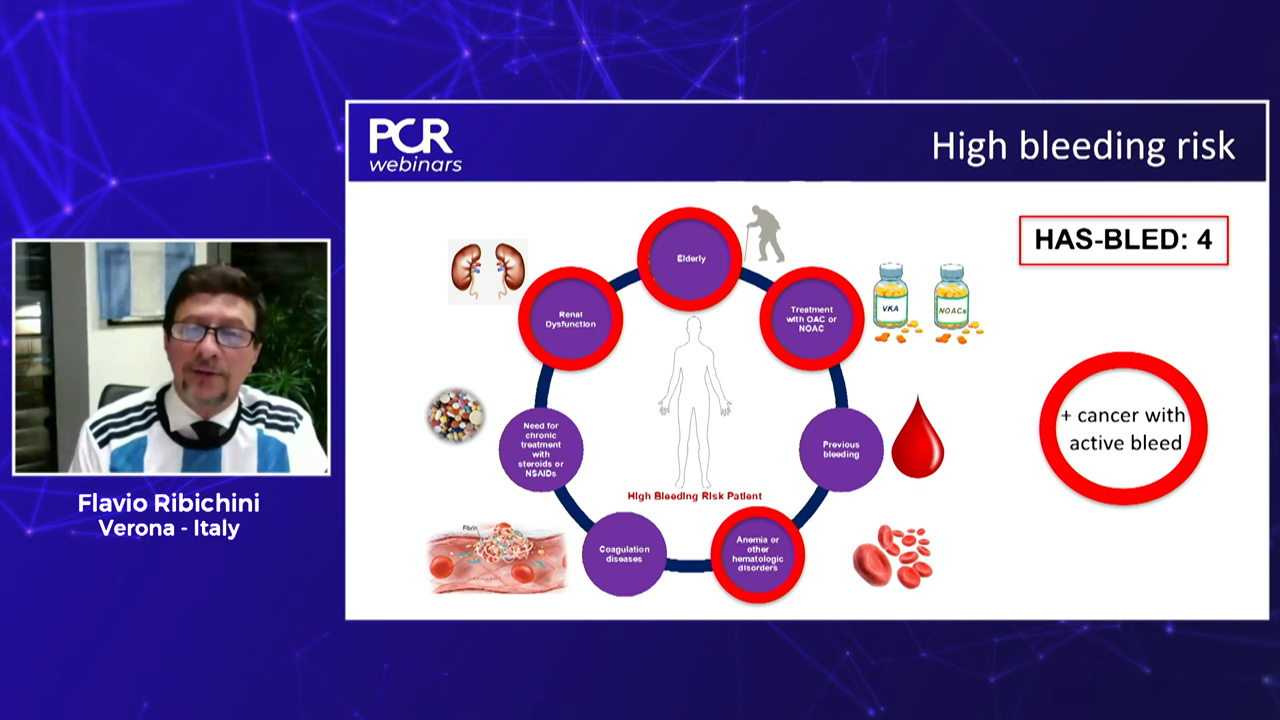 PCR
webinars
High bleeding risk
HAS-BLED: 4
Elderly
Renal
Dysfunction
Treatment
with OAC or
NOAC
VKA
NOACs
+ cancer with
active bleed
Need for
chronic
treatment
with
steroids or
NSAIDs
Previous
bleeding
High Bleeding Risk Patient
Fibrin
Coagulation
diseases
Anemia or
other
hematologic
disorders
Flavio Ribichini
Verona - Italy